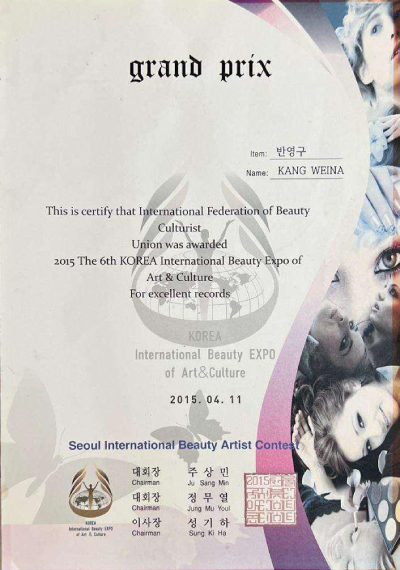 grand prix
Item: 반영구
Name: KANG WEINA
This is certify that International Federation of Beauty
Culturist
Union was awarded
2015 The 6th KOREA International Beauty Expo of
Art & Culture
For excellent records
KOREA
International Beauty EXPO
of Art&Culture
2015. 04. 11
Seoul International Beauty Artist Contest
대회장 주상민
Chairman Ju Sang Min
대회장 정무열
Chairman Jung Mu Youl
이사장 성기하
Chairman Sung Ki Ha
KOREA
International Beauty EXPO
of Art & Culture
2015